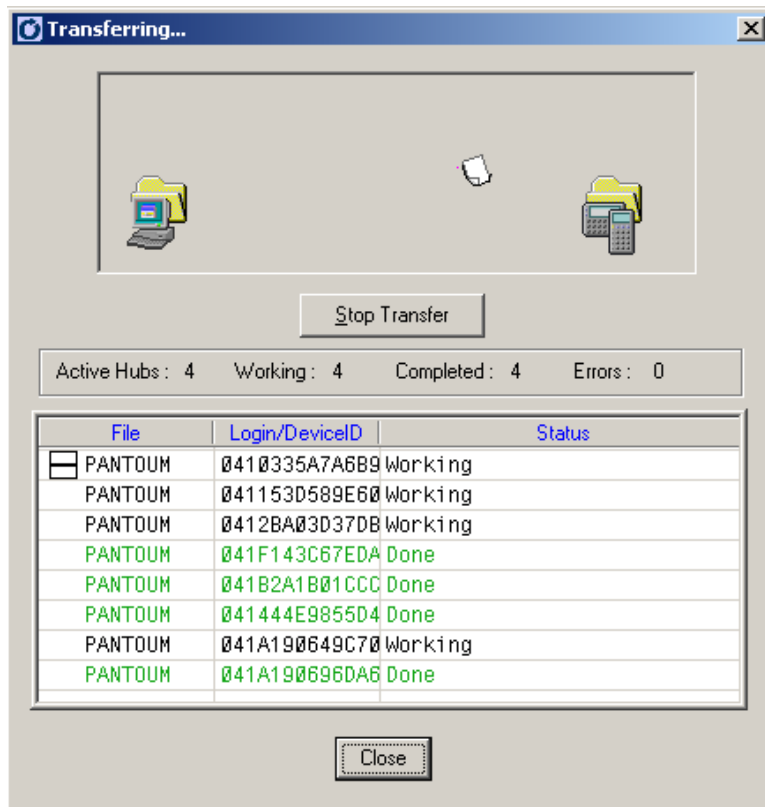 Transferring...
Stop Transfer
Active Hubs : 4 Working : 4 Completed : 4 Errors : 0
File Login/DeviceID Status
PANTOUM 0410335A7A6B9 Working
PANTOUM 041153D589E60 Working
PANTOUM 0412BA03D37DB Working
PANTOUM 041F143C67EDA Done
PANTOUM 041B2A1B01CCC Done
PANTOUM 041444E9855D4 Done
PANTOUM 041A190649C70 Working
PANTOUM 041A190696DA6 Done
Close